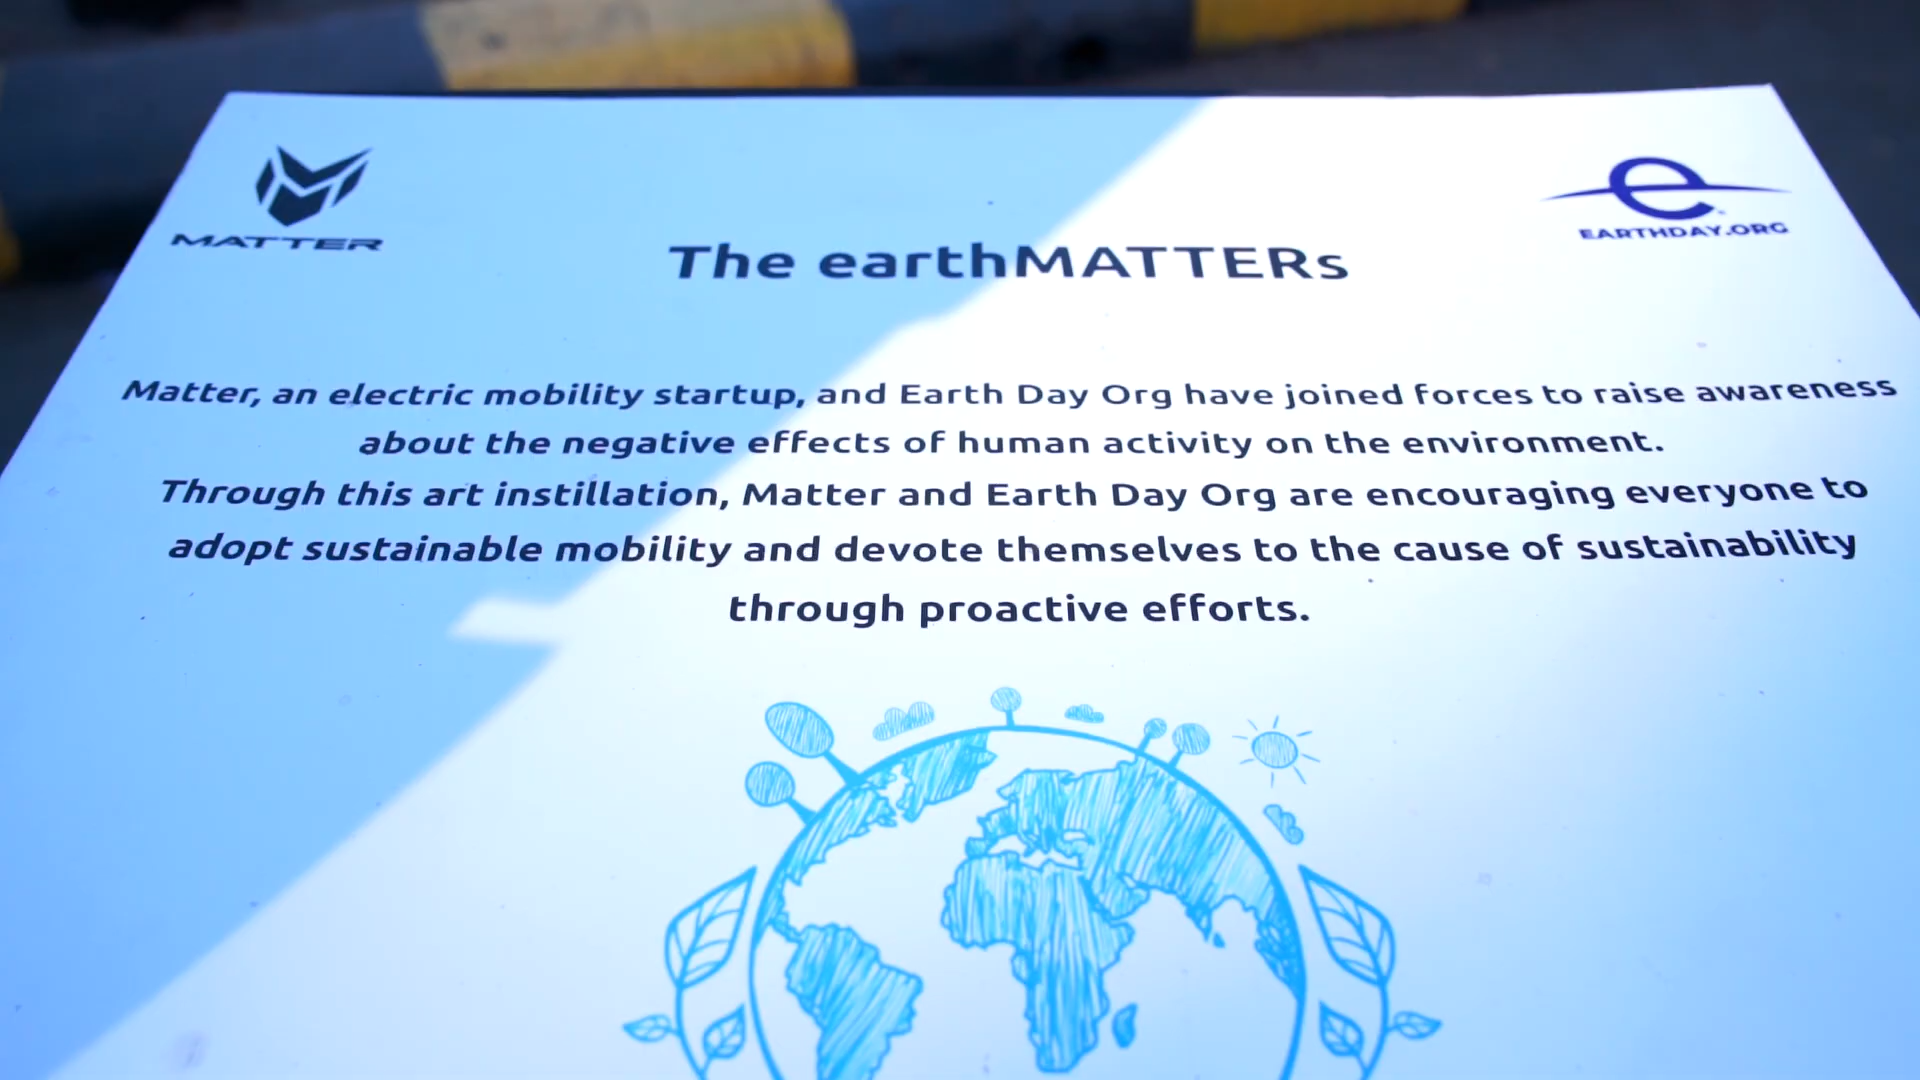 MATTER
EARTHDAY.ORG
The earthMATTERs
Matter, an electric mobility startup, and Earth Day Org have joined forces to raise awareness
about the negative effects of human activity on the environment.
Through this art instillation, Matter and Earth Day Org are encouraging everyone to
adopt sustainable mobility and devote themselves to the cause of sustainability
through proactive efforts.